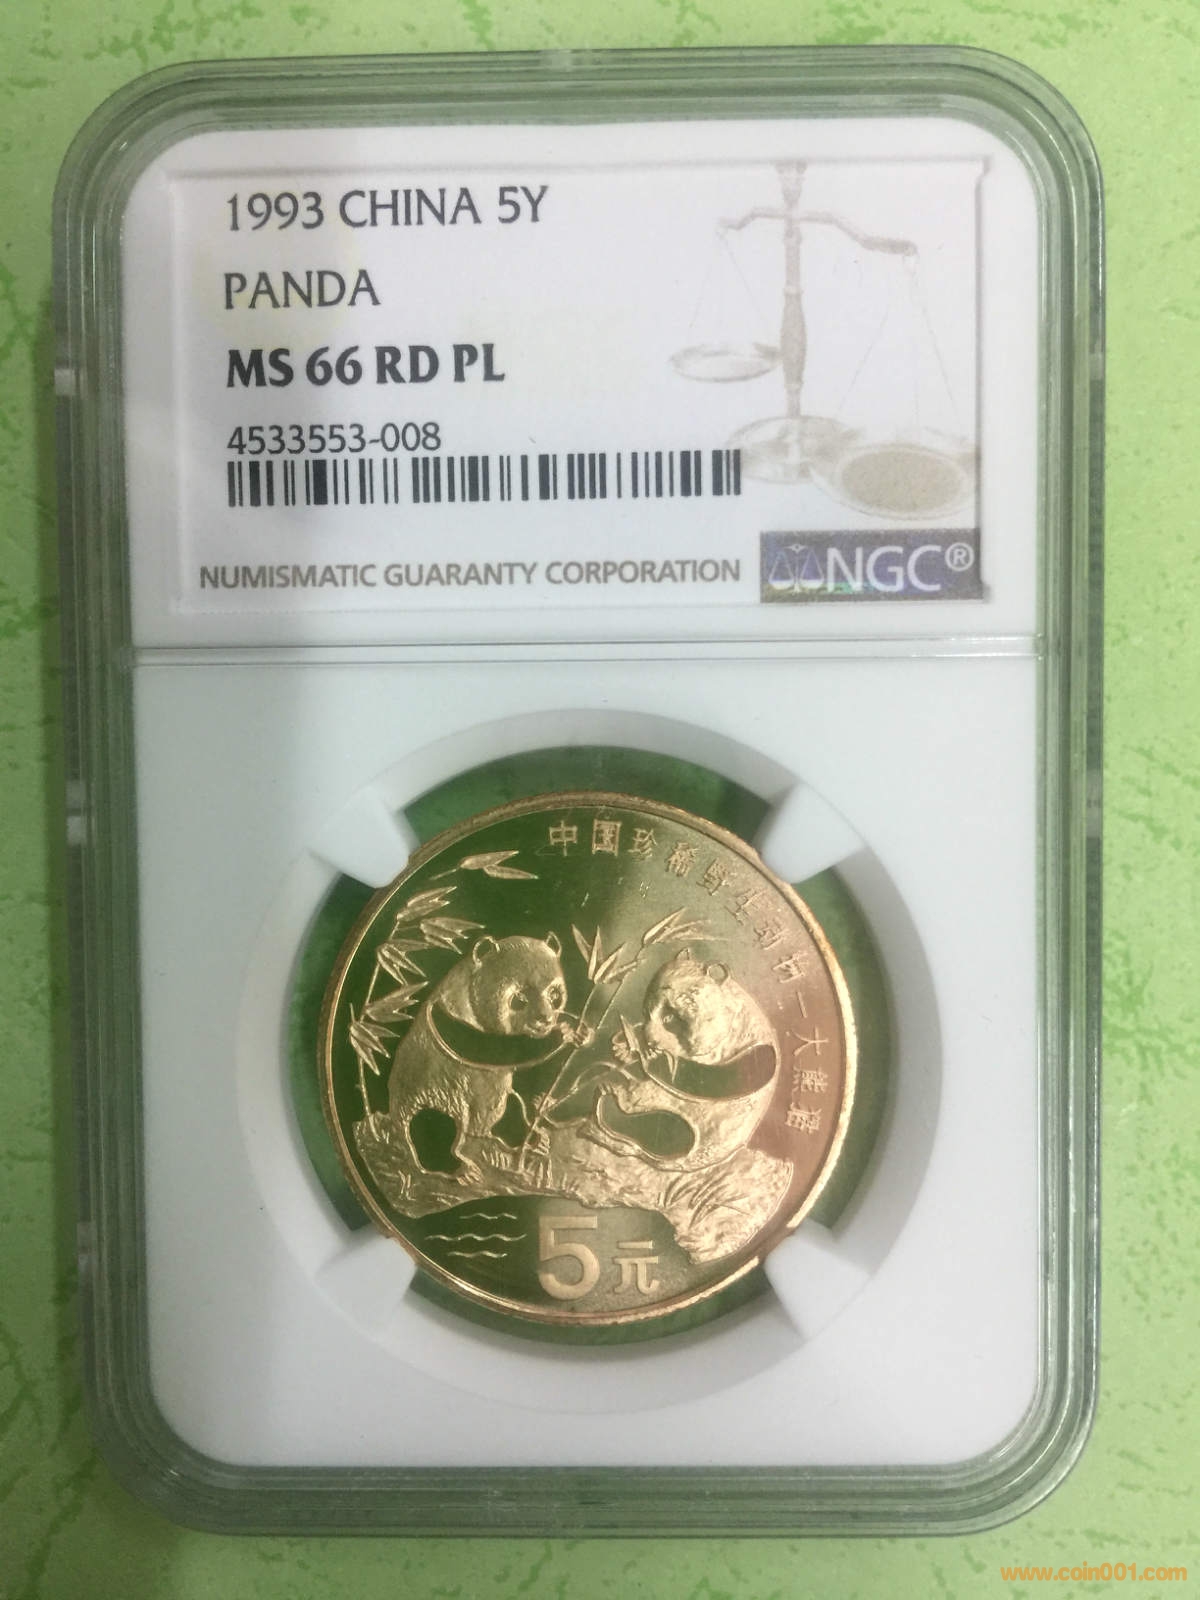 1993 CHINA 5Y
PANDA
MS 66 RD PL
4533553-008
NUMISMATIC GUARANTY CORPORATION
NGC®
中国珍稀野生动物—大熊猫
5元
www.coin001.com